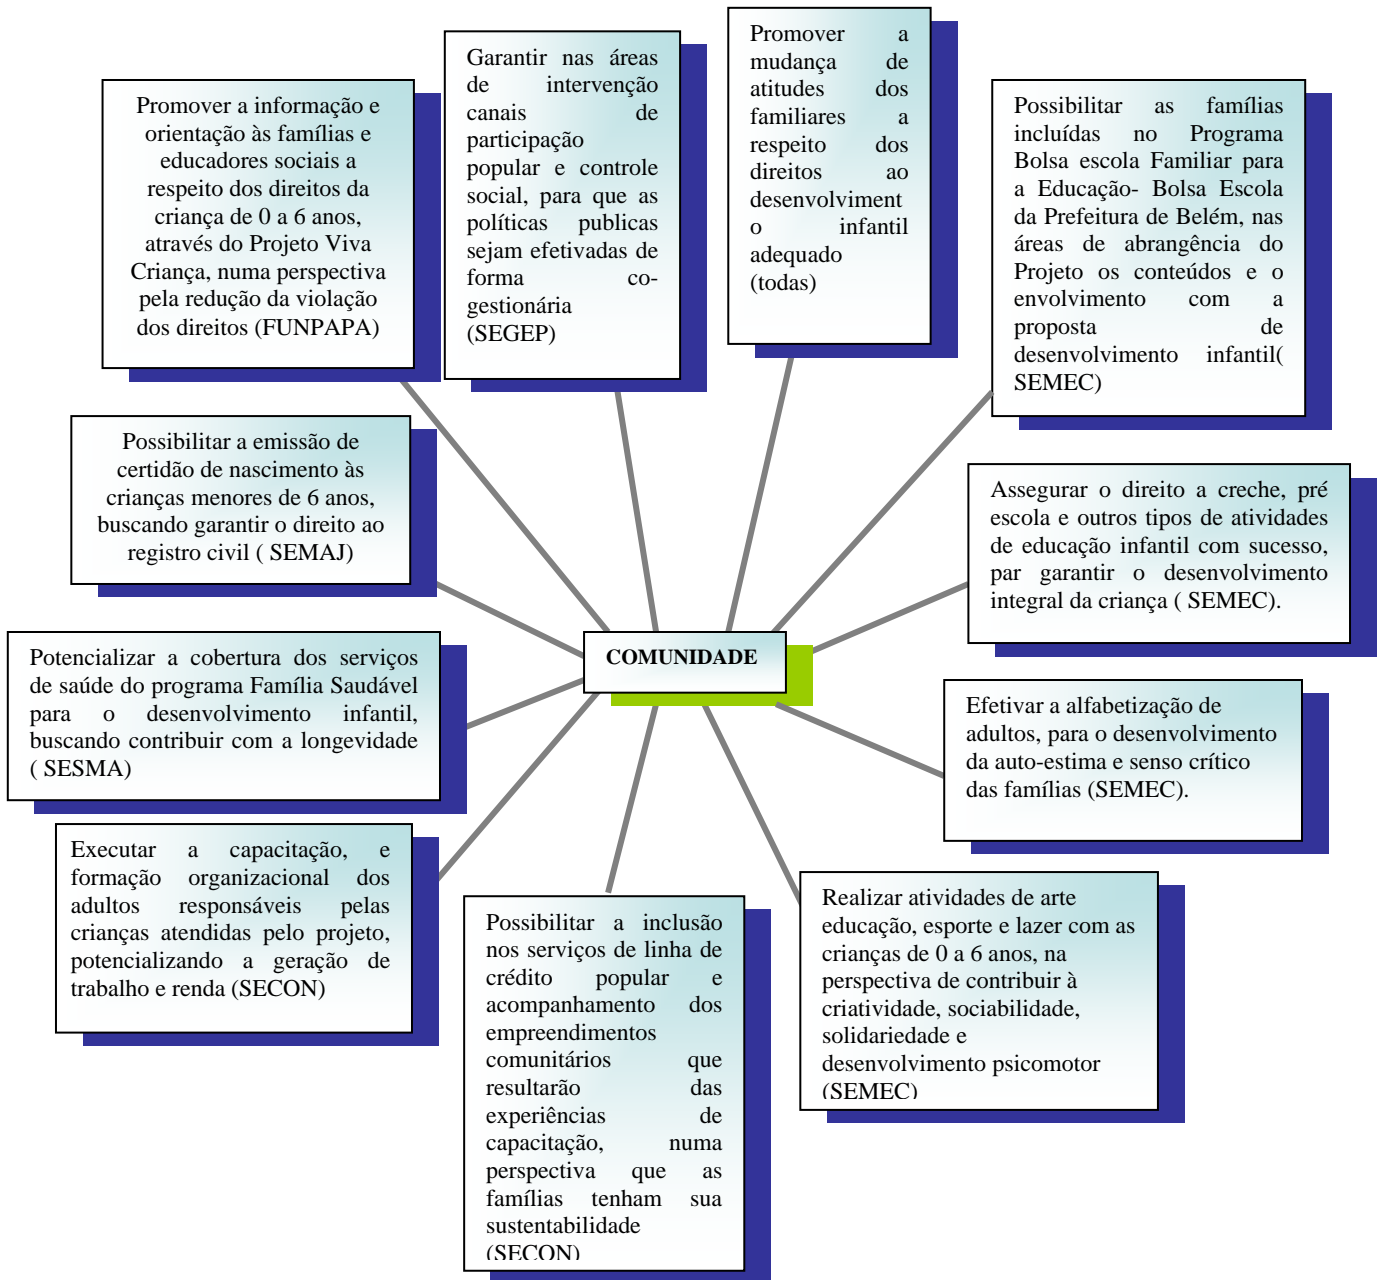 Promover a informação e
orientação às famílias e
educadores sociais a
respeito dos direitos da
criança de 0 a 6 anos,
através do Projeto Viva
Criança, numa perspectiva
pela redução da violação
dos direitos (FUNPAPA)
Garantir nas áreas
de intervenção
canais de
participação
popular e controle
social, para que as
políticas publicas
sejam efetivadas de
forma co-
gestionária
(SEGEP)
Promover a
mudança de
atitudes dos
familiares a
respeito dos
direitos ao
desenvolviment
o infantil
adequado
(todas)
Possibilitar as famílias
incluídas no Programa
Bolsa escola Familiar para
a Educação- Bolsa Escola
da Prefeitura de Belém, nas
áreas de abrangência do
Projeto os conteúdos e o
envolvimento com a
proposta de
desenvolvimento infantil(
SEMEC)
Possibilitar a emissão de
certidão de nascimento às
crianças menores de 6 anos,
buscando garantir o direito ao
registro civil ( SEMAJ)
Assegurar o direito a creche, pré
escola e outros tipos de atividades
de educação infantil com sucesso,
par garantir o desenvolvimento
integral da criança ( SEMEC).
COMUNIDADE
Potencializar a cobertura dos serviços
de saúde do programa Família Saudável
para o desenvolvimento infantil,
buscando contribuir com a longevidade
( SESMA)
Efetivar a alfabetização de
adultos, para o desenvolvimento
da auto-estima e senso crítico
das famílias (SEMEC).
Executar a capacitação, e
formação organizacional dos
adultos responsáveis pelas
crianças atendidas pelo projeto,
potencializando a geração de
trabalho e renda (SECON)
Possibilitar a inclusão
nos serviços de linha de
crédito popular e
acompanhamento dos
empreendimentos
comunitários que
resultarão das
experiências de
capacitação, numa
perspectiva que as
famílias tenham sua
sustentabilidade
(SECON)
Realizar atividades de arte
educação, esporte e lazer com as
crianças de 0 a 6 anos, na
perspectiva de contribuir à
criatividade, sociabilidade,
solidariedade e
desenvolvimento psicomotor
(SEMEC)